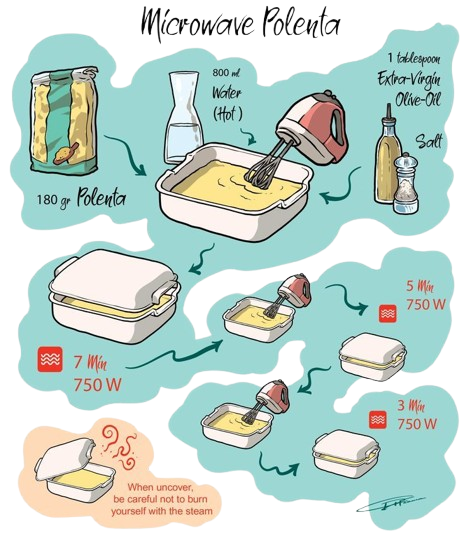 Microwave Polenta
800 ml
Water
(Hot)
1 tablespoon
Extra-Virgin
Olive-Oil
Salt
180 gr Polenta
7 Min
750 W
5 Min
750 W
3 Min
750 W
When uncover,
be careful not to burn
yourself with the steam